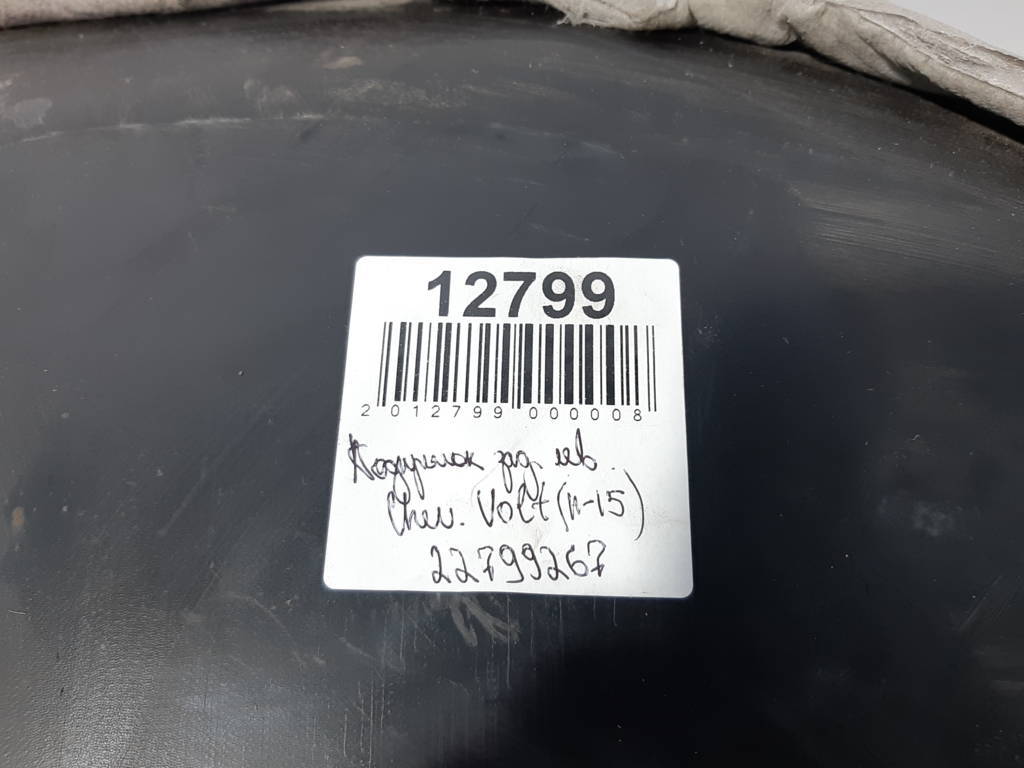 12799
2 012799 000008
Подкрылок зад. лев.
Chev. Volt (11-15)
22799267